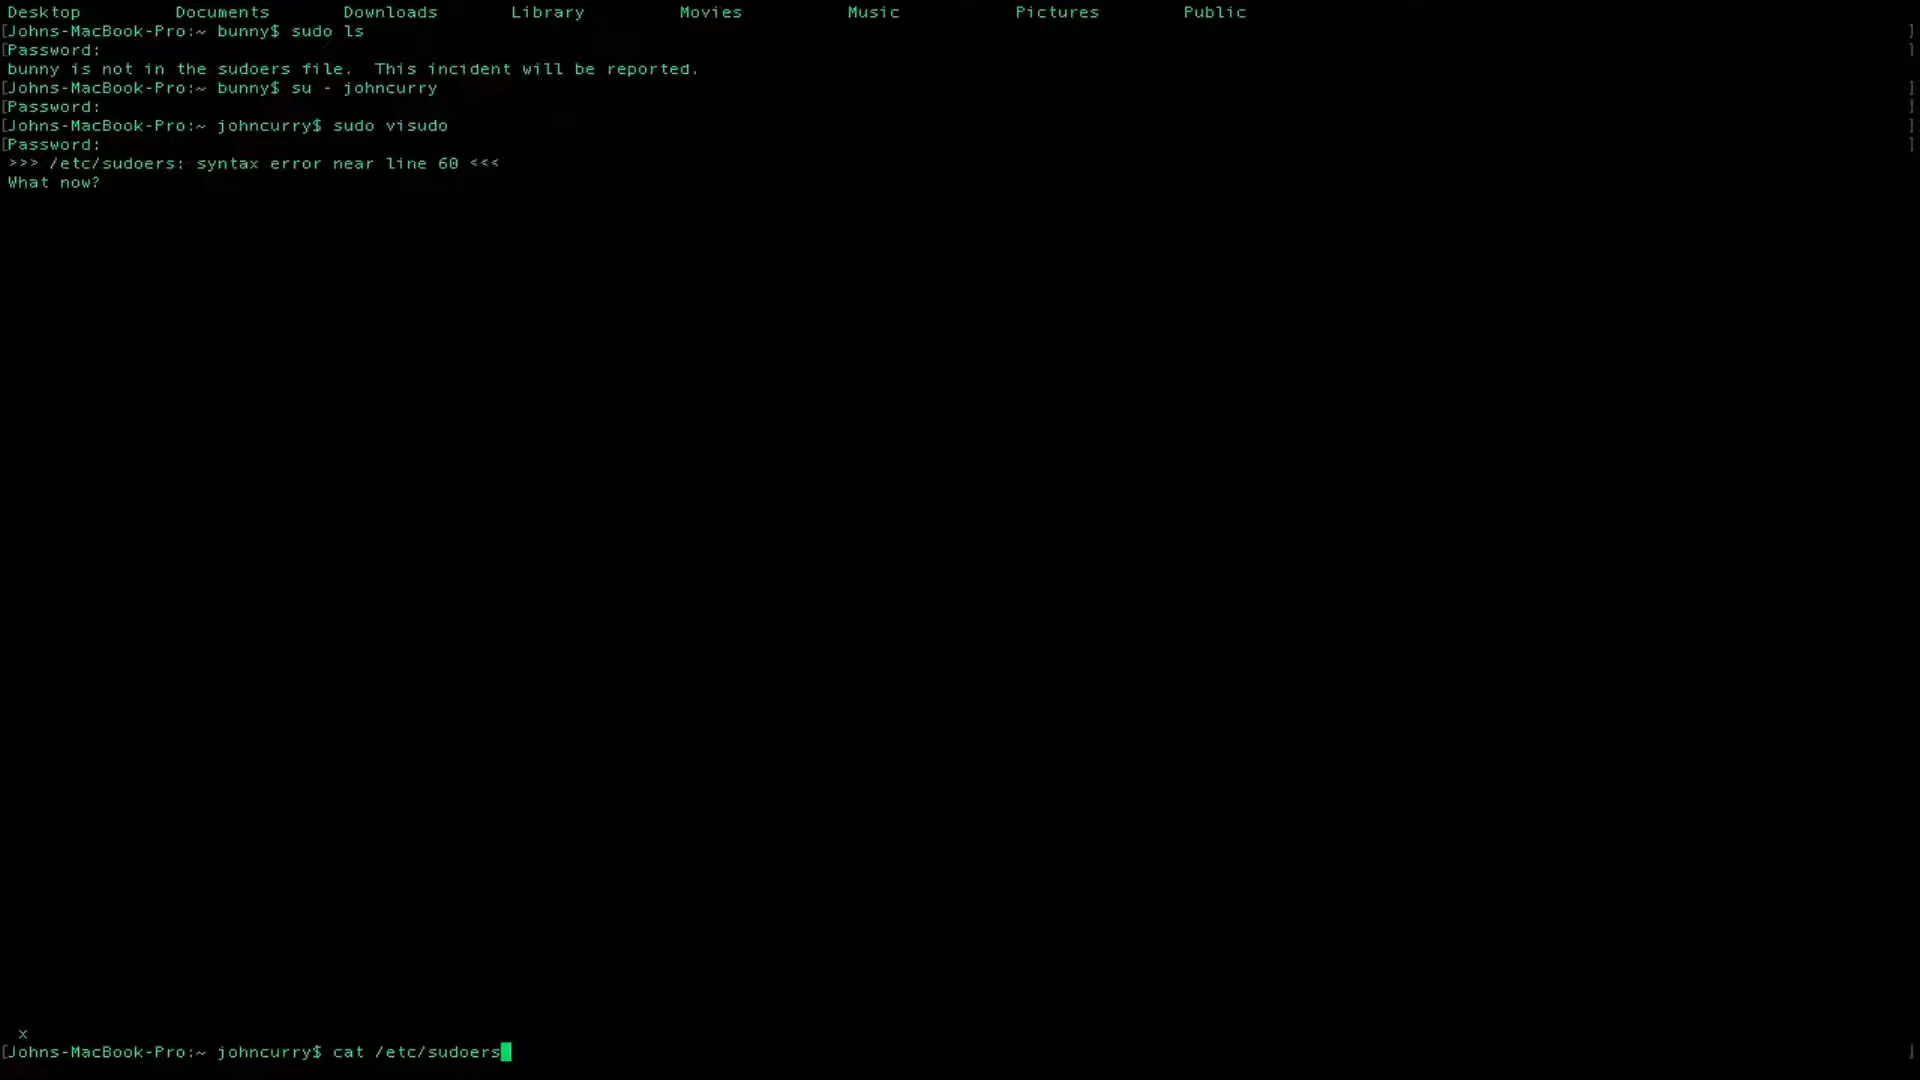 Desktop Documents Downloads Library Movies Music Pictures Public
[Johns-MacBook-Pro:~ bunny$ sudo ls ]
[Password: ]
bunny is not in the sudoers file.  This incident will be reported.
[Johns-MacBook-Pro:~ bunny$ su - johncurry ]
[Password: ]
[Johns-MacBook-Pro:~ johncurry$ sudo visudo ]
[Password: ]
>>> /etc/sudoers: syntax error near line 60 <<<
What now?
x
[Johns-MacBook-Pro:~ johncurry$ cat /etc/sudoers ]